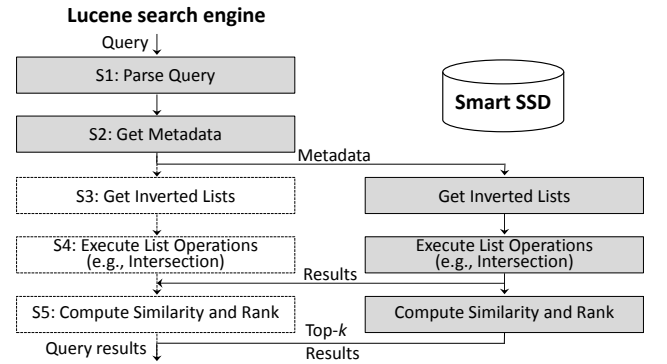 Lucene search engine
Query
S1: Parse Query
Smart SSD
S2: Get Metadata
Metadata
S3: Get Inverted Lists
Get Inverted Lists
S4: Execute List Operations
(e.g., Intersection)
Execute List Operations
(e.g., Intersection)
Results
S5: Compute Similarity and Rank
Compute Similarity and Rank
Top-k
Query results
Results